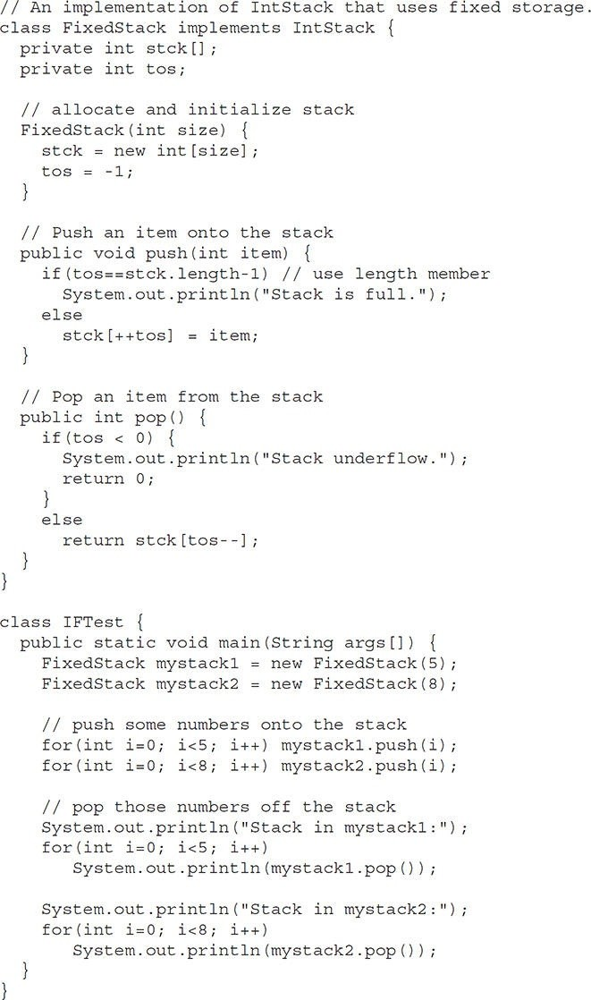 // An implementation of IntStack that uses fixed storage.
class FixedStack implements IntStack {
  private int stck[];
  private int tos;

  // allocate and initialize stack
  FixedStack(int size) {
    stck = new int[size];
    tos = -1;
  }

  // Push an item onto the stack
  public void push(int item) {
    if(tos==stck.length-1) // use length member
      System.out.println("Stack is full.");
    else
      stck[++tos] = item;
  }

  // Pop an item from the stack
  public int pop() {
    if(tos < 0) {
      System.out.println("Stack underflow.");
      return 0;
    }
    else
      return stck[tos--];
  }
}

class IFTest {
  public static void main(String args[]) {
    FixedStack mystack1 = new FixedStack(5);
    FixedStack mystack2 = new FixedStack(8);

    // push some numbers onto the stack
    for(int i=0; i<5; i++) mystack1.push(i);
    for(int i=0; i<8; i++) mystack2.push(i);

    // pop those numbers off the stack
    System.out.println("Stack in mystack1:");
    for(int i=0; i<5; i++)
       System.out.println(mystack1.pop());

    System.out.println("Stack in mystack2:");
    for(int i=0; i<8; i++)
       System.out.println(mystack2.pop());
  }
}